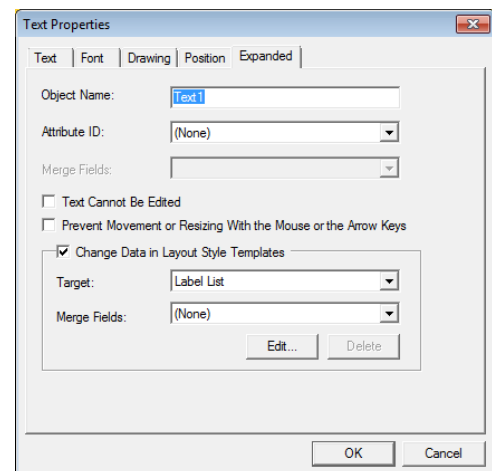 Text Properties
Text Font Drawing Position Expanded
Object Name: Text1
Attribute ID: (None)
Merge Fields:
Text Cannot Be Edited
Prevent Movement or Resizing With the Mouse or the Arrow Keys
Change Data in Layout Style Templates
Target: Label List
Merge Fields: (None)
Edit... Delete
OK Cancel